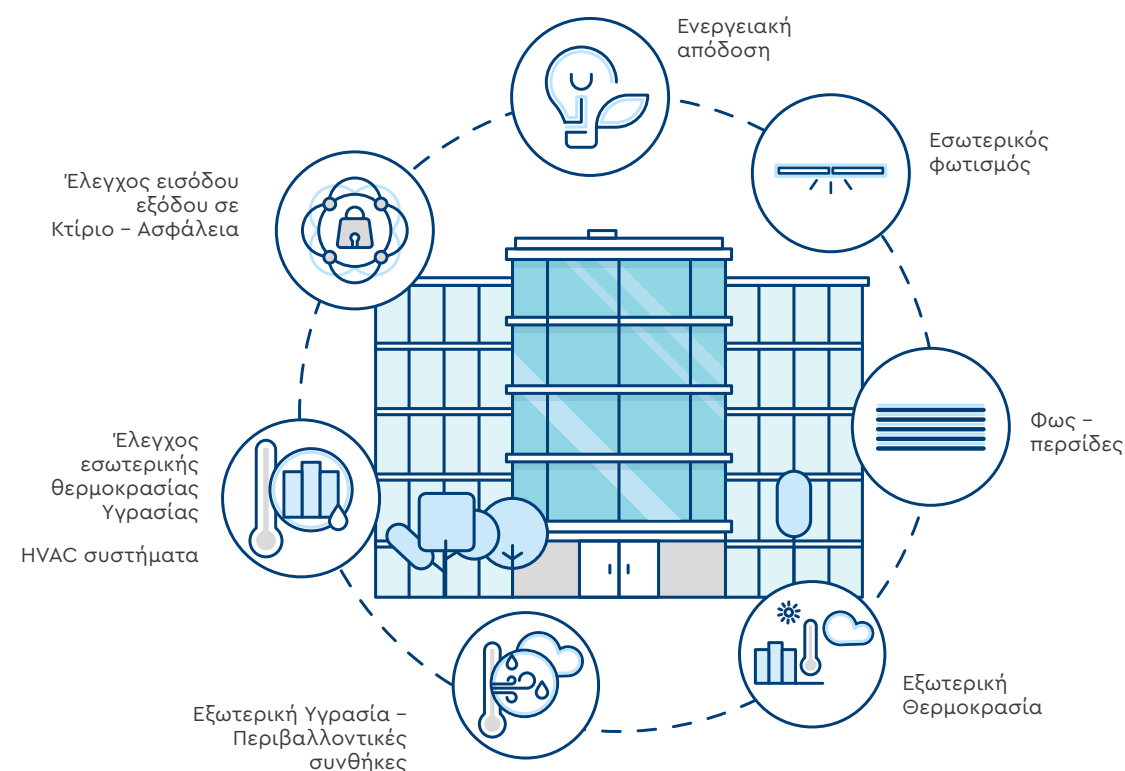 Ενεργειακή
απόδοση
Εσωτερικός
φωτισμός
Φως –
περσίδες
Εξωτερική
Θερμοκρασία
Εξωτερική Υγρασία –
Περιβαλλοντικές
συνθήκες
Έλεγχος
εσωτερικής
θερμοκρασίας
Υγρασίας
HVAC συστήματα
Έλεγχος εισόδου
εξόδου σε
Κτίριο – Ασφάλεια